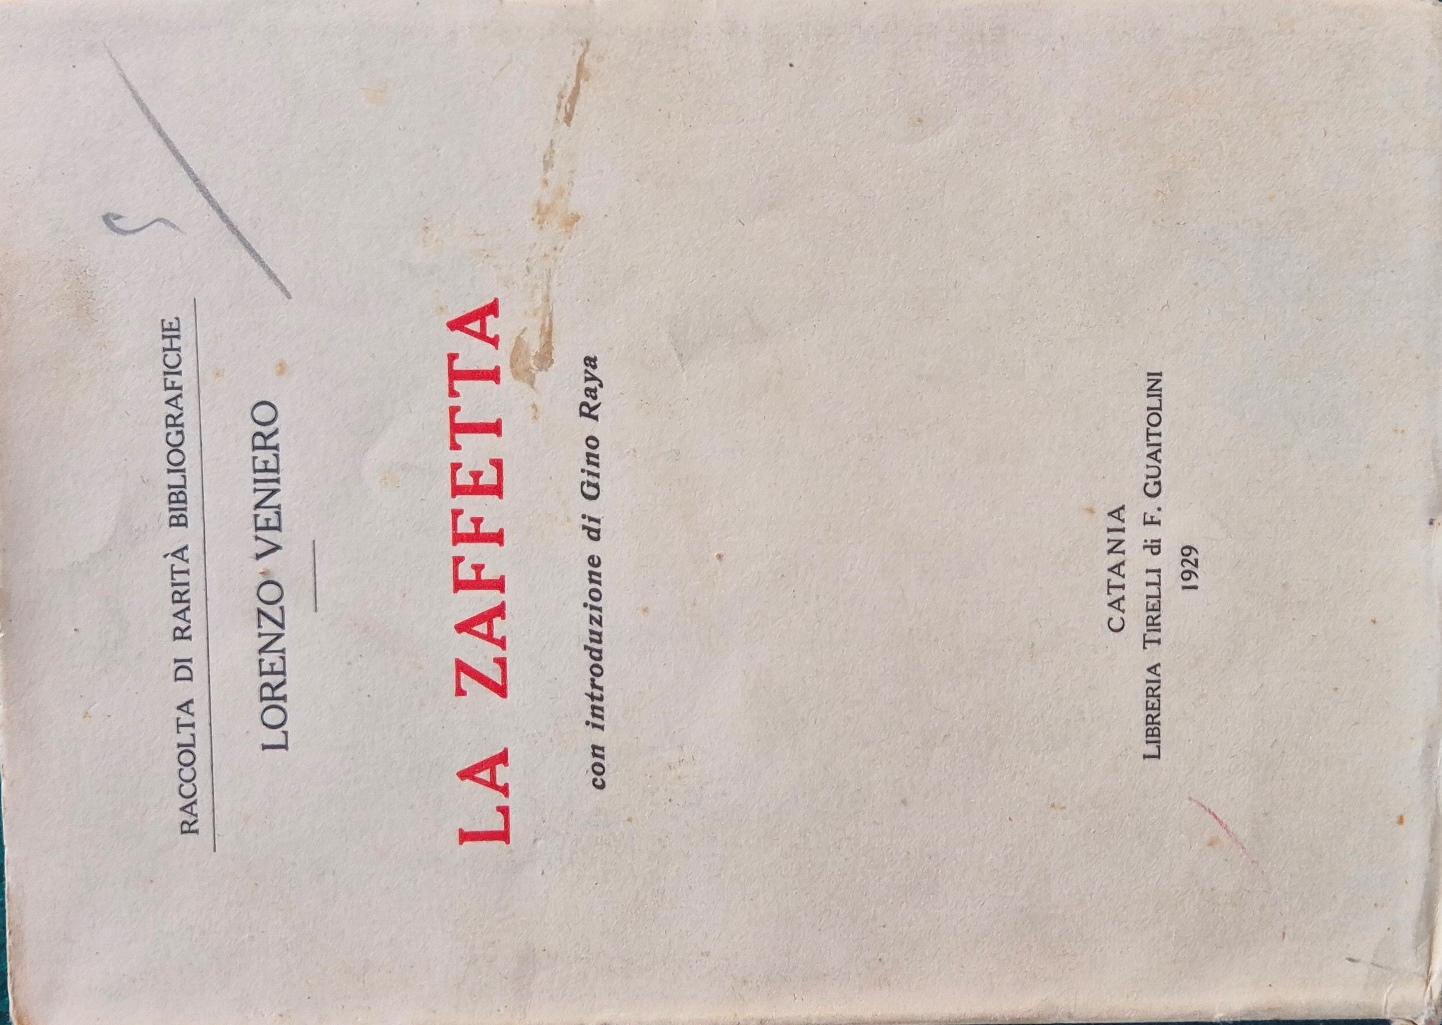 RACCOLTA DI RARITÀ BIBLIOGRAFICHE
LORENZO VENIERO
LA ZAFFETTA
con introduzione di Gino Raya
CATANIA
LIBRERIA TIRELLI di F. GUAITOLINI
1929